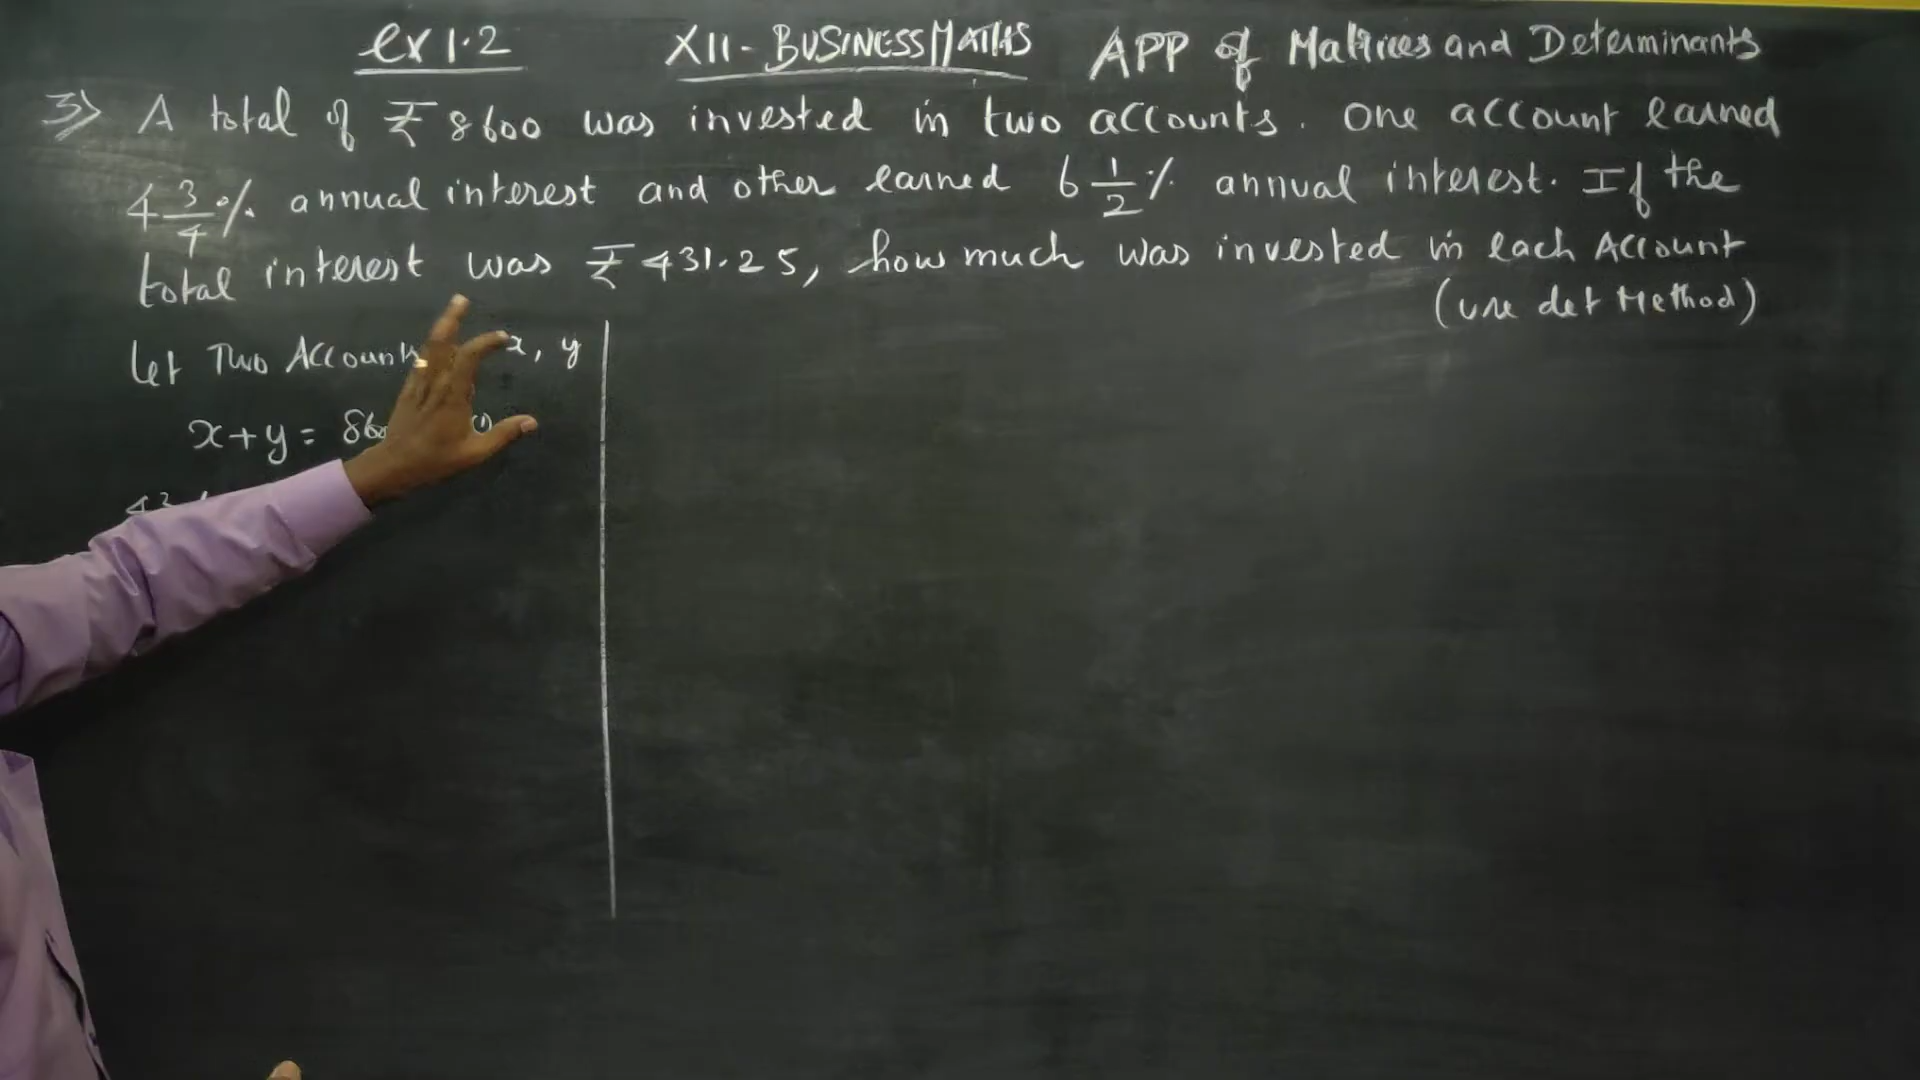 ex 1.2 XII - BUSINESS MATHS APP of Matrices and Determinants
3) A total of ₹ 8600 was invested in two accounts. One account earned
4 3/4 % annual interest and other earned 6 1/2 % annual interest. If the
total interest was ₹ 431.25, how much was invested in each Account
(use det Method)
Let Two Accounts x, y
x+y =